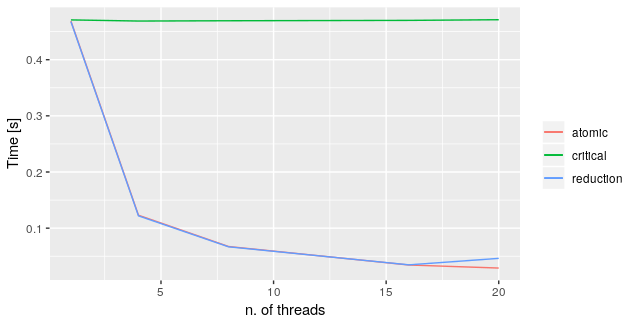 Time [s]
0.4
0.3
0.2
0.1
5
10
15
20
n. of threads
atomic
critical
reduction